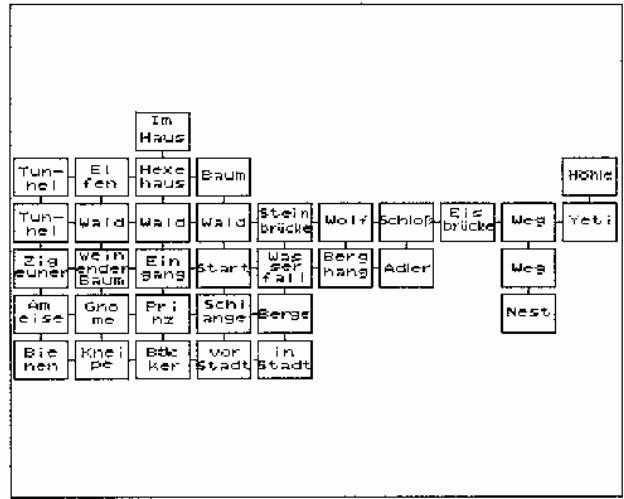 Im
Haus
Tun-
nel
El
fen
Hexe
haus
Baum
Höhle
Tun-
nel
Wald
Wald
Wald
Stein
brücke
Wolf
Schloß
Eis
brücke
Weg
Yeti
Zig
euner
Wein
ender
Baum
Ein
gang
Start
Was
ser
fall
Berg
hang
Adler
Weg
Am
eise
Gno
me
Pri
nz
Schl
ange
Berge
Nest
Bie
nen
Knei
pe
Bäc
ker
vor
Stadt
in
Stadt